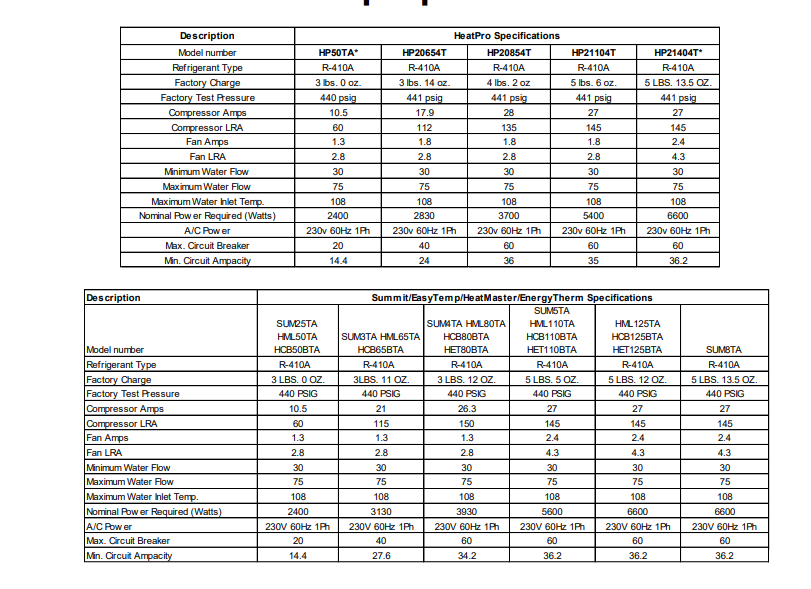 Description HeatPro Specifications
Model number HP50TA* HP20654T HP20854T HP21104T HP21404T*
Refrigerant Type R-410A R-410A R-410A R-410A R-410A
Factory Charge 3 lbs. 0 oz. 3 lbs. 14 oz. 4 lbs. 2 oz 5 lbs. 6 oz. 5 LBS. 13.5 OZ.
Factory Test Pressure 440 psig 441 psig 441 psig 441 psig 441 psig
Compressor Amps 10.5 17.9 28 27 27
Compressor LRA 60 112 135 145 145
Fan Amps 1.3 1.8 1.8 1.8 2.4
Fan LRA 2.8 2.8 2.8 2.8 4.3
Minimum Water Flow 30 30 30 30 30
Maximum Water Flow 75 75 75 75 75
Maximum Water Inlet Temp. 108 108 108 108 108
Nominal Power Required (Watts) 2400 2830 3700 5400 6600
A/C Power 230v 60Hz 1Ph 230v 60Hz 1Ph 230v 60Hz 1Ph 230v 60Hz 1Ph 230v 60Hz 1Ph
Max. Circuit Breaker 20 40 60 60 60
Min. Circuit Ampacity 14.4 24 36 35 36.2
Description Summit/EasyTemp/HeatMaster/EnergyTherm Specifications
SUM5TA
SUM25TA SUM4TA HML80TA HML110TA HML125TA
HML50TA SUM3TA HML65TA HCB80BTA HCB110BTA HCB125BTA
Model number HCB50BTA HCB65BTA HET80BTA HET110BTA HET125BTA SUM8TA
Refrigerant Type R-410A R-410A R-410A R-410A R-410A R-410A
Factory Charge 3 LBS. 0 OZ. 3LBS. 11 OZ. 3 LBS. 12 OZ. 5 LBS. 5 OZ. 5 LBS. 12 OZ. 5 LBS. 13.5 OZ.
Factory Test Pressure 440 PSIG 440 PSIG 440 PSIG 440 PSIG 440 PSIG 440 PSIG
Compressor Amps 10.5 21 26.3 27 27 27
Compressor LRA 60 115 150 145 145 145
Fan Amps 1.3 1.3 1.3 2.4 2.4 2.4
Fan LRA 2.8 2.8 2.8 4.3 4.3 4.3
Minimum Water Flow 30 30 30 30 30 30
Maximum Water Flow 75 75 75 75 75 75
Maximum Water Inlet Temp. 108 108 108 108 108 108
Nominal Power Required (Watts) 2400 3130 3930 5600 6600 6600
A/C Power 230V 60Hz 1Ph 230V 60Hz 1Ph 230V 60Hz 1Ph 230V 60Hz 1Ph 230V 60Hz 1Ph 230V 60Hz 1Ph
Max. Circuit Breaker 20 40 60 60 60 60
Min. Circuit Ampacity 14.4 27.6 34.2 36.2 36.2 36.2